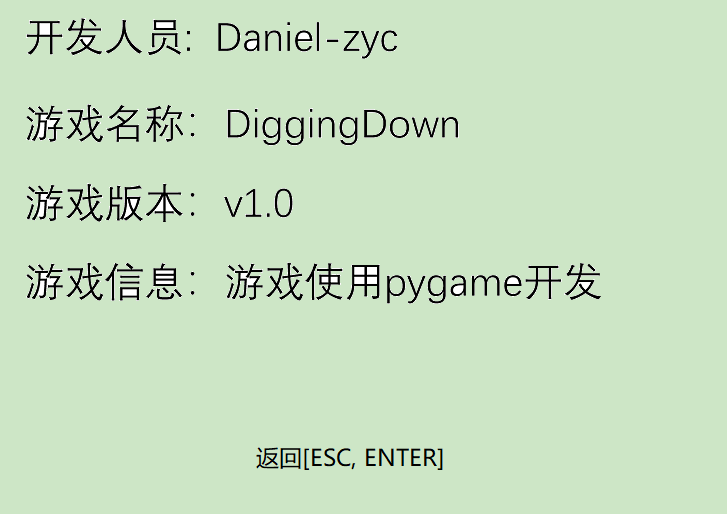 开发人员：Daniel-zyc
游戏名称：DiggingDown
游戏版本：v1.0
游戏信息：游戏使用pygame开发
返回[ESC, ENTER]